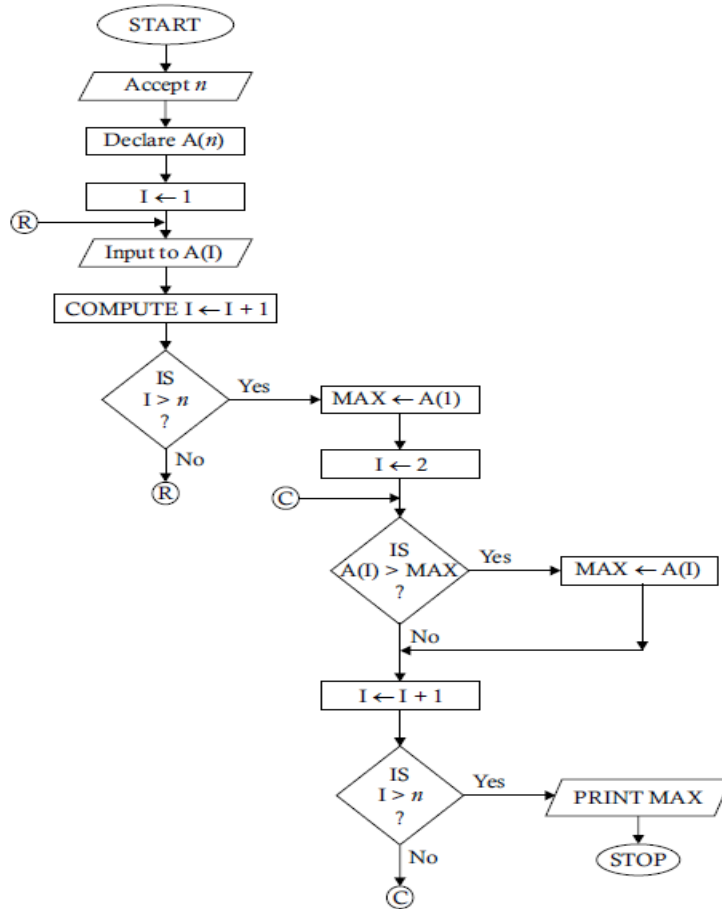 START
Accept n
Declare A(n)
I ← 1
R
Input to A(I)
COMPUTE I ← I + 1
IS
I > n
?
Yes
No
R
MAX ← A(1)
I ← 2
C
IS
A(I) > MAX
?
Yes
MAX ← A(I)
No
I ← I + 1
IS
I > n
?
Yes
PRINT MAX
STOP
No
C